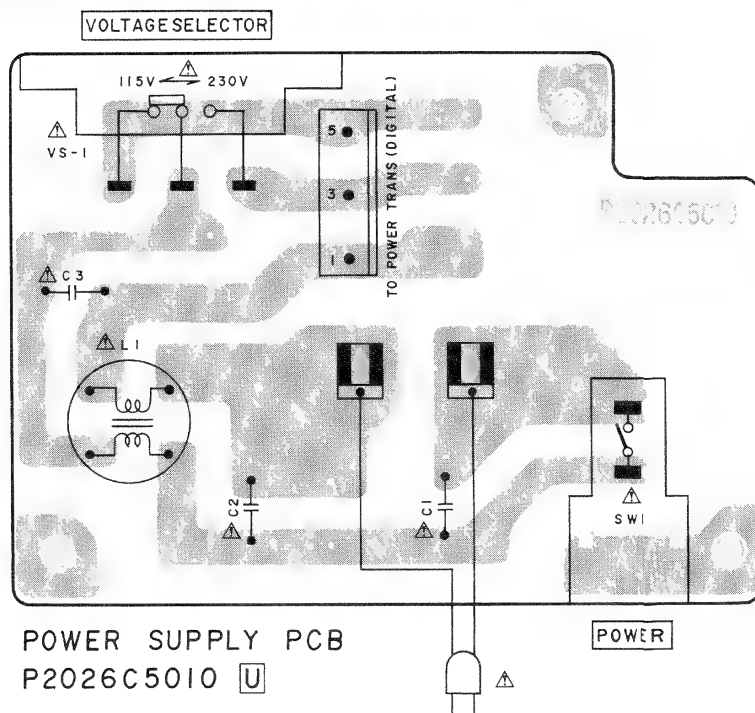 VOLTAGE SELECTOR
115V ⚠ 230V
⚠
VS-1
5
3
1
TO POWER TRANS (DIGITAL)
P2026C5010
⚠ C3
⚠ L1
⚠ C2
⚠ C1
⚠
SW1
POWER SUPPLY PCB
P2026C5010 U
POWER
⚠